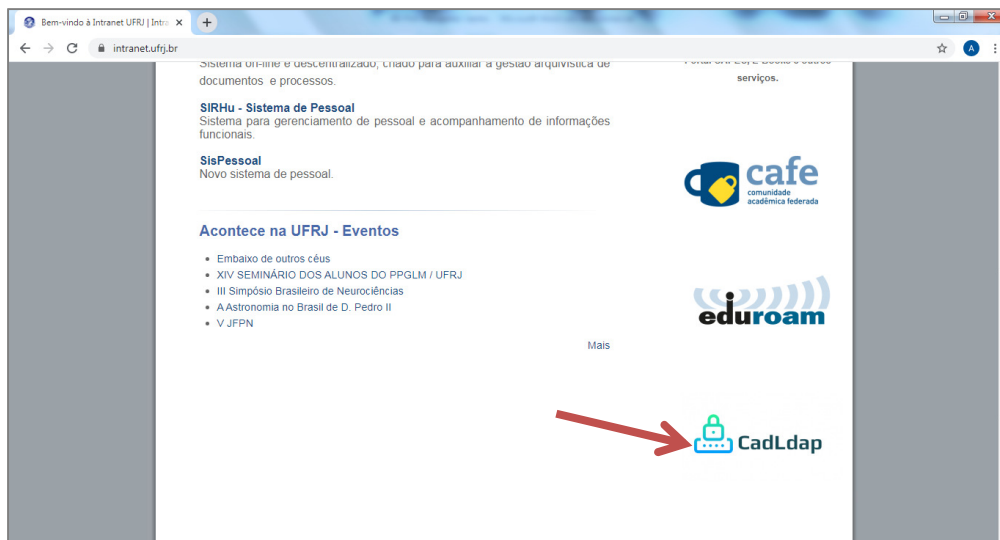 Bem-vindo à Intranet UFRJ | Intra
intranet.ufrj.br
A
Sistema on-line e descentralizado, criado para auxiliar a gestão arquivística de
documentos e processos.
SIRHu - Sistema de Pessoal
Sistema para gerenciamento de pessoal e acompanhamento de informações
funcionais.
SisPessoal
Novo sistema de pessoal.
Acontece na UFRJ - Eventos
Embaixo de outros céus
XIV SEMINÁRIO DOS ALUNOS DO PPGLM / UFRJ
III Simpósio Brasileiro de Neurociências
A Astronomia no Brasil de D. Pedro II
V JFPN
Mais
serviços.
cafe
comunidade
acadêmica federada
eduroam
CadLdap